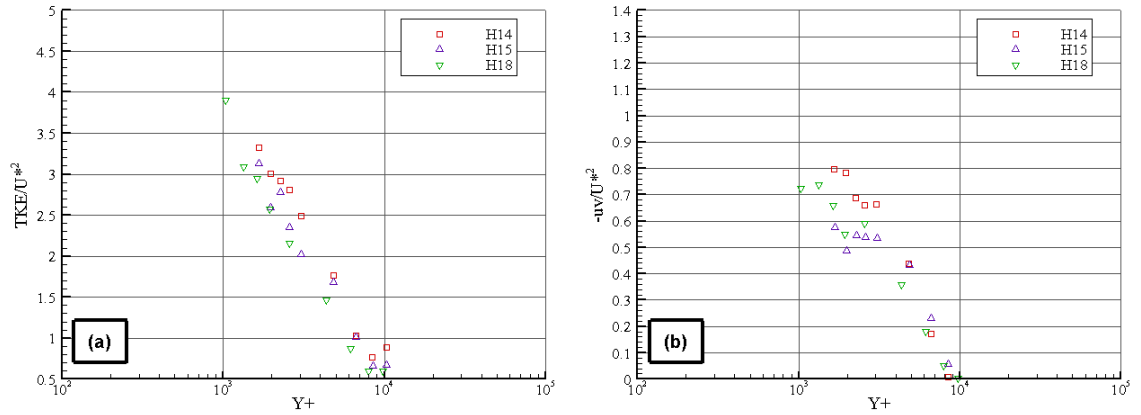 5
4.5
4
3.5
3
2.5
2
1.5
1
0.5
TKE/U*²
10²
10³
10⁴
10⁵
Y+
H14
H15
H18
(a)
1.4
1.3
1.2
1.1
1
0.9
0.8
0.7
0.6
0.5
0.4
0.3
0.2
0.1
0
-uv/U*²
10²
10³
10⁴
10⁵
Y+
H14
H15
H18
(b)